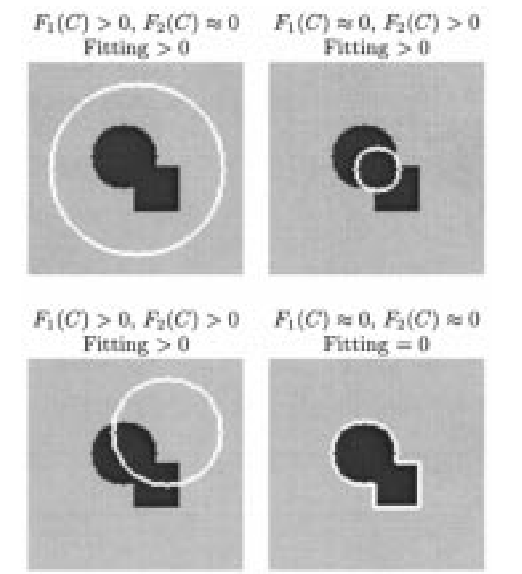 F₁(C) > 0, F₂(C) ≈ 0
Fitting > 0
F₁(C) ≈ 0, F₂(C) > 0
Fitting > 0
F₁(C) > 0, F₂(C) > 0
Fitting > 0
F₁(C) ≈ 0, F₂(C) ≈ 0
Fitting = 0